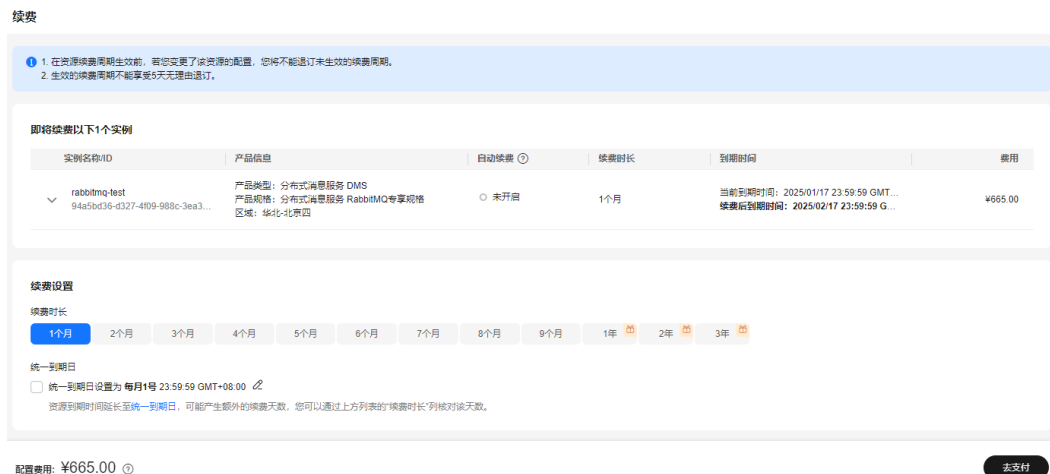 续费
1. 在资源续费周期生效前，若您变更了该资源的配置，您将不能退订未生效的续费周期。
2. 生效的续费周期不能享受5天无理由退订。
即将续费以下1个实例
实例名称/ID 产品信息 自动续费 续费时长 到期时间 费用
rabbitmq-test
94a5bd36-d327-4f09-988c-3ea3...
产品类型：分布式消息服务 DMS
产品规格：分布式消息服务 RabbitMQ专享规格
区域：华北-北京四
未开启
1个月
当前到期时间：2025/01/17 23:59:59 GMT...
续费后到期时间：2025/02/17 23:59:59 G...
¥665.00
续费设置
续费时长
1个月 2个月 3个月 4个月 5个月 6个月 7个月 8个月 9个月 1年 2年 3年
统一到期日
统一到期日设置为 每月1号 23:59:59 GMT+08:00
资源到期时间延长至统一到期日，可能产生额外的续费天数，您可以通过上方列表的“续费时长”列核对该天数。
配置费用: ¥665.00
去支付